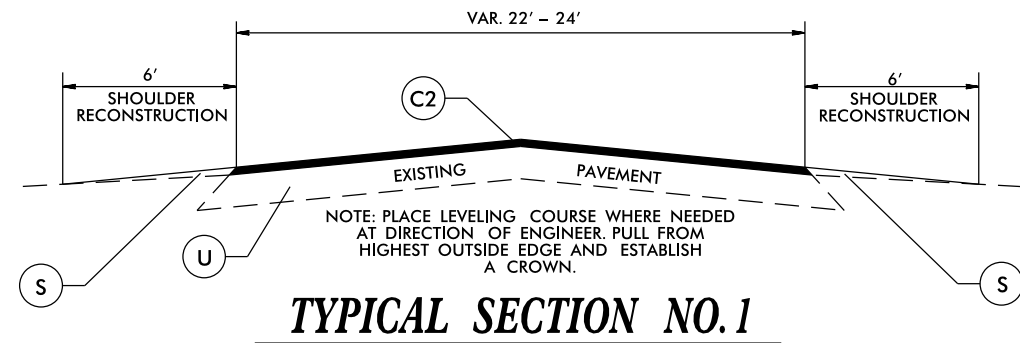 VAR. 22' – 24'
6'
SHOULDER
RECONSTRUCTION
6'
SHOULDER
RECONSTRUCTION
C2
EXISTING PAVEMENT
NOTE: PLACE LEVELING COURSE WHERE NEEDED
AT DIRECTION OF ENGINEER. PULL FROM
HIGHEST OUTSIDE EDGE AND ESTABLISH
A CROWN.
U
S
S
TYPICAL SECTION NO. 1